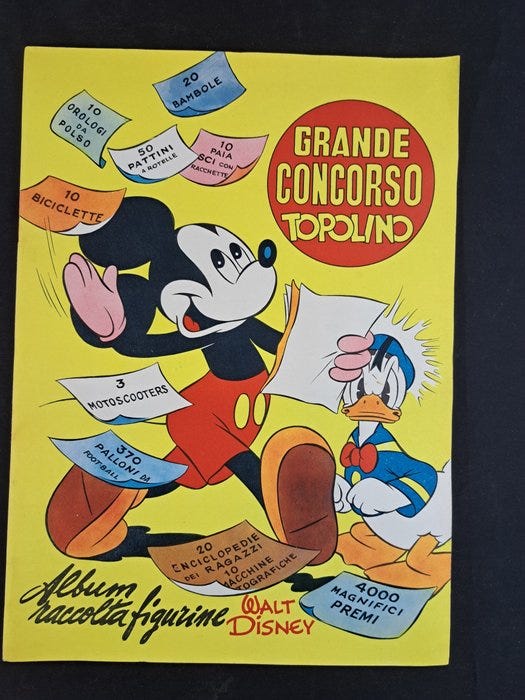 20
BAMBOLE
10
OROLOGI
DA
POLSO
50
PATTINI
A ROTELLE
10
PAIA
SCI CON
RACCHETTE
10
BICICLETTE
GRANDE
CONCORSO
TOPOLINO
3
MOTOSCOOTERS
370
PALLONI DA
FOOTBALL
20
ENCICLOPEDIE
DEI RAGAZZI
10
MACCHINE
FOTOGRAFICHE
4000
MAGNIFICI
PREMI
Album
raccolta figurine
WALT
DISNEY